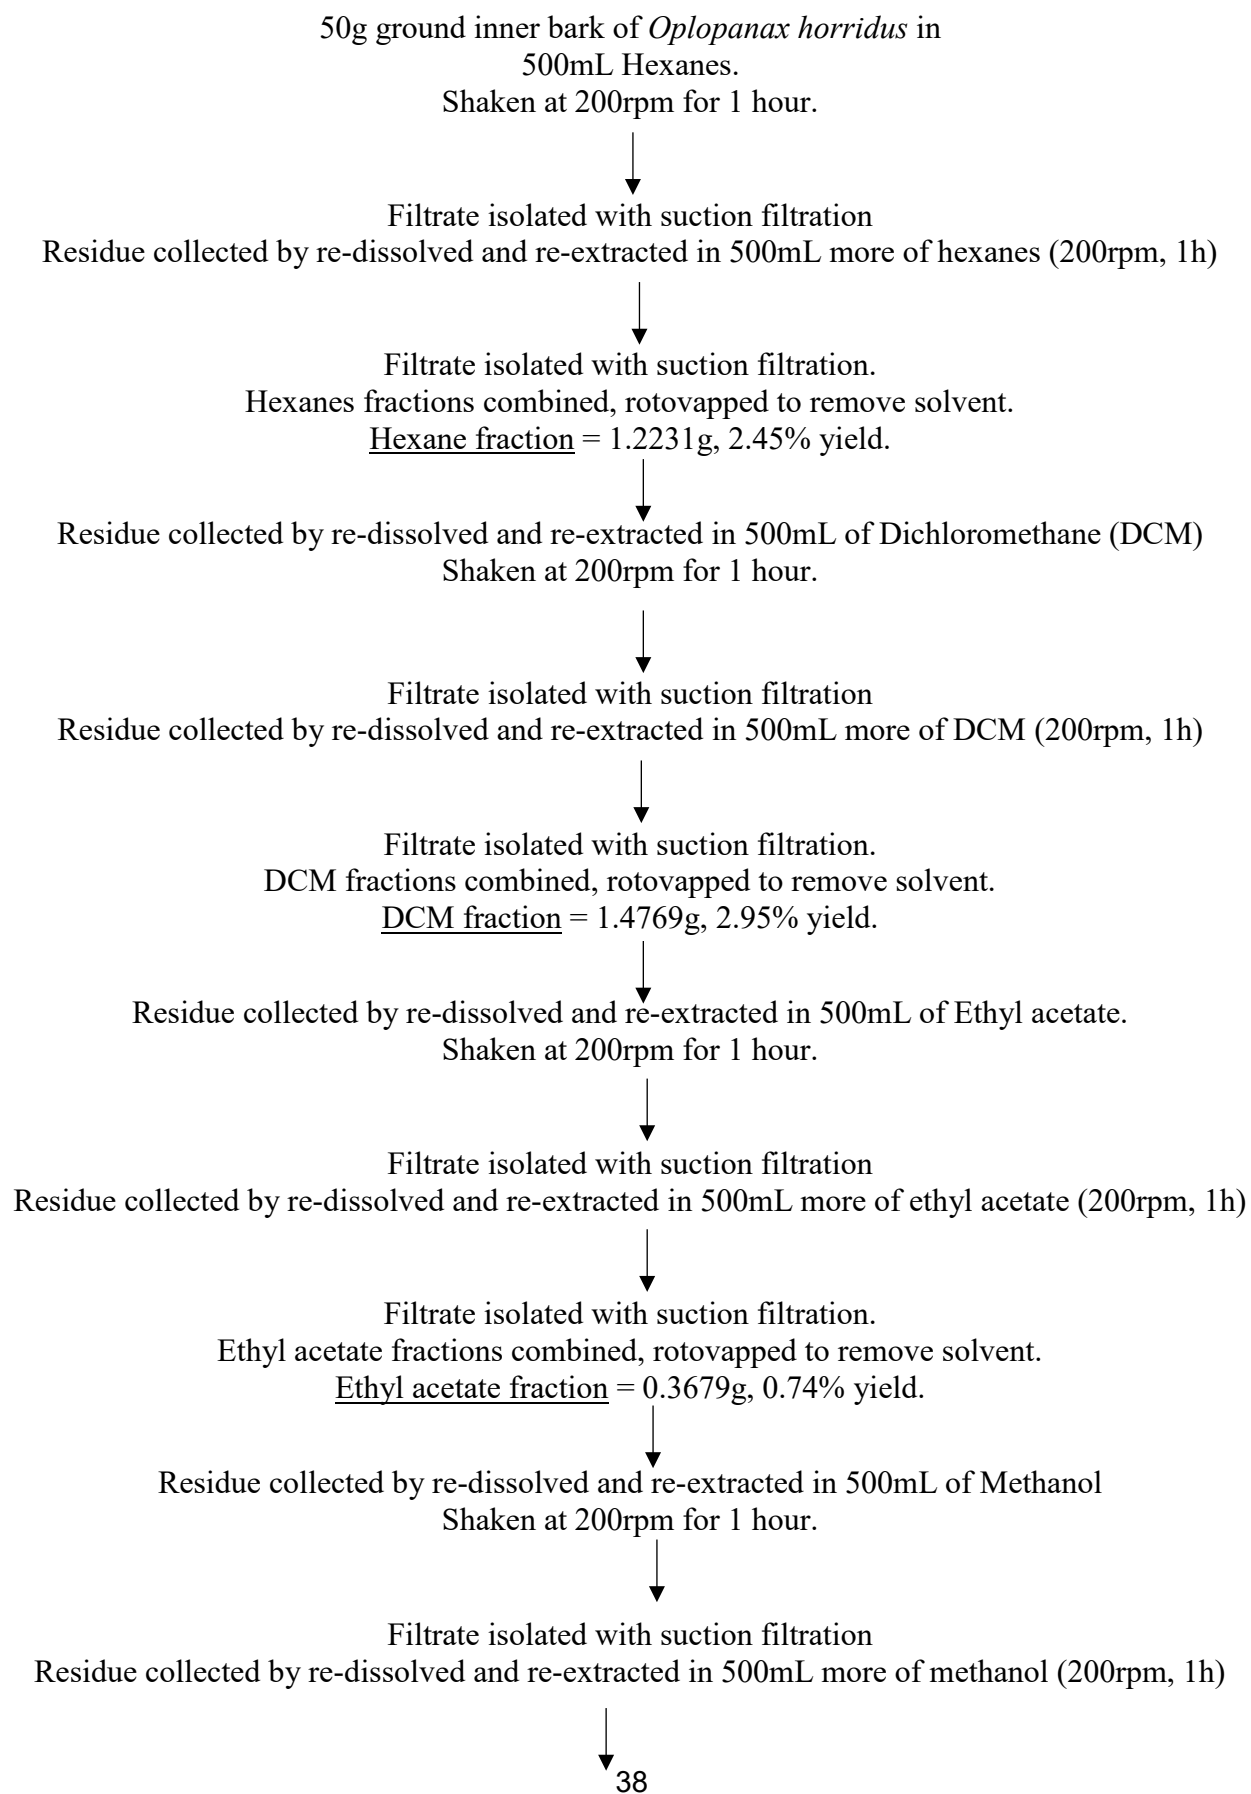 50g ground inner bark of Oplopanax horridus in
500mL Hexanes.
Shaken at 200rpm for 1 hour.
Filtrate isolated with suction filtration
Residue collected by re-dissolved and re-extracted in 500mL more of hexanes (200rpm, 1h)
Filtrate isolated with suction filtration.
Hexanes fractions combined, rotovapped to remove solvent.
Hexane fraction = 1.2231g, 2.45% yield.
Residue collected by re-dissolved and re-extracted in 500mL of Dichloromethane (DCM)
Shaken at 200rpm for 1 hour.
Filtrate isolated with suction filtration
Residue collected by re-dissolved and re-extracted in 500mL more of DCM (200rpm, 1h)
Filtrate isolated with suction filtration.
DCM fractions combined, rotovapped to remove solvent.
DCM fraction = 1.4769g, 2.95% yield.
Residue collected by re-dissolved and re-extracted in 500mL of Ethyl acetate.
Shaken at 200rpm for 1 hour.
Filtrate isolated with suction filtration
Residue collected by re-dissolved and re-extracted in 500mL more of ethyl acetate (200rpm, 1h)
Filtrate isolated with suction filtration.
Ethyl acetate fractions combined, rotovapped to remove solvent.
Ethyl acetate fraction = 0.3679g, 0.74% yield.
Residue collected by re-dissolved and re-extracted in 500mL of Methanol
Shaken at 200rpm for 1 hour.
Filtrate isolated with suction filtration
Residue collected by re-dissolved and re-extracted in 500mL more of methanol (200rpm, 1h)
38